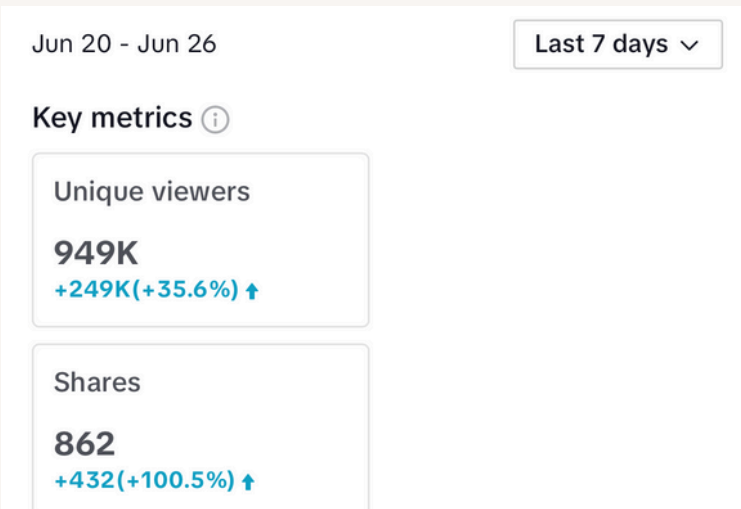 Jun 20 - Jun 26
Last 7 days
Key metrics
Unique viewers
949K
+249K(+35.6%)
Shares
862
+432(+100.5%)